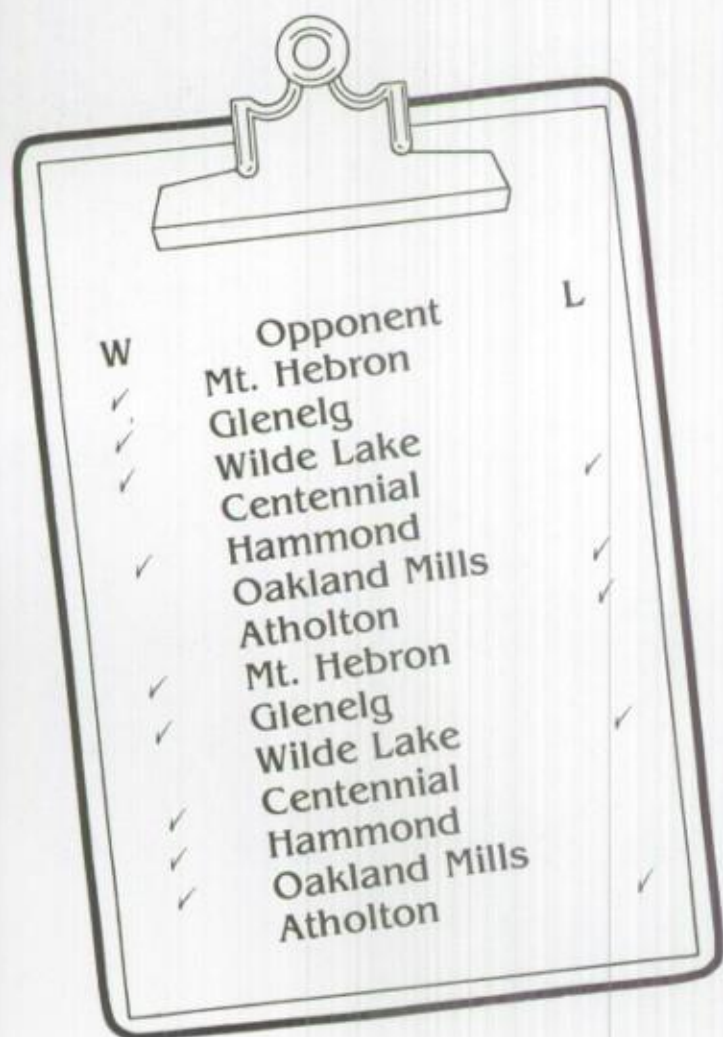 W Opponent L
✓ Mt. Hebron
✓ Glenelg
✓ Wilde Lake
Centennial ✓
✓ Hammond
Oakland Mills ✓
Atholton ✓
✓ Mt. Hebron
✓ Glenelg
Wilde Lake ✓
✓ Centennial
✓ Hammond
✓ Oakland Mills
Atholton ✓